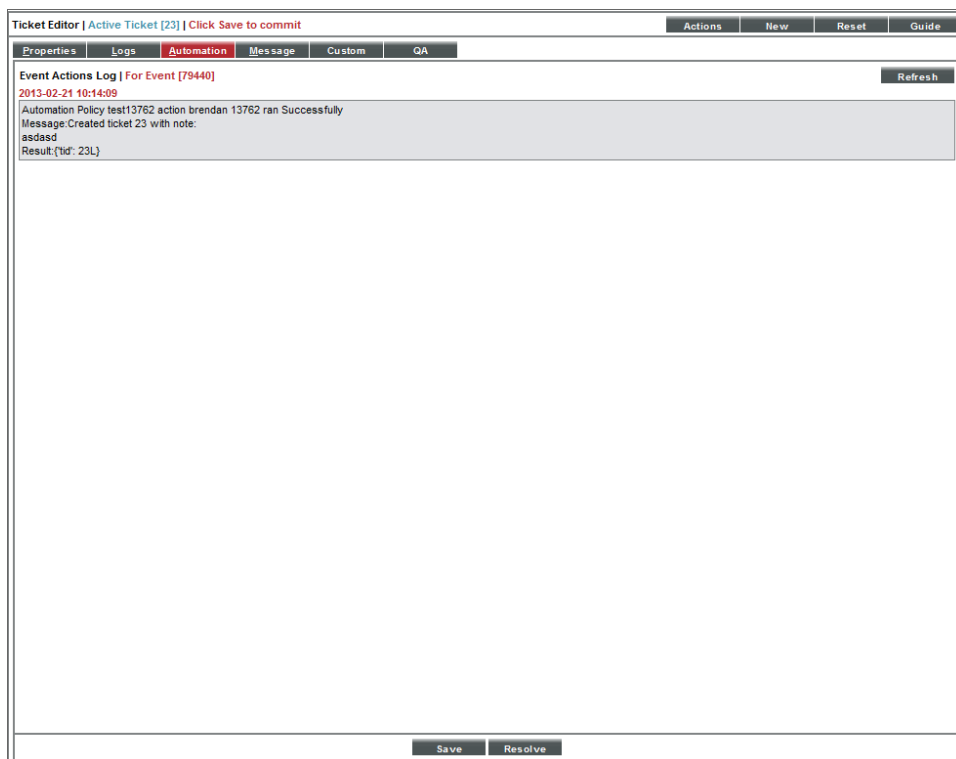 Ticket Editor | Active Ticket [23] | Click Save to commit Actions New Reset Guide
Properties Logs Automation Message Custom QA
Event Actions Log | For Event [79440] Refresh
2013-02-21 10:14:09
Automation Policy test13762 action brendan 13762 ran Successfully
Message:Created ticket 23 with note:
asdasd
Result:{'tid': 23L}
Save Resolve